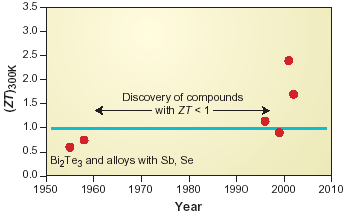 3.5
3.0
2.5
2.0
1.5
1.0
0.5
0.0
(ZT)300K
Discovery of compounds
with ZT < 1
Bi2Te3 and alloys with Sb, Se
1950 1960 1970 1980 1990 2000 2010
Year